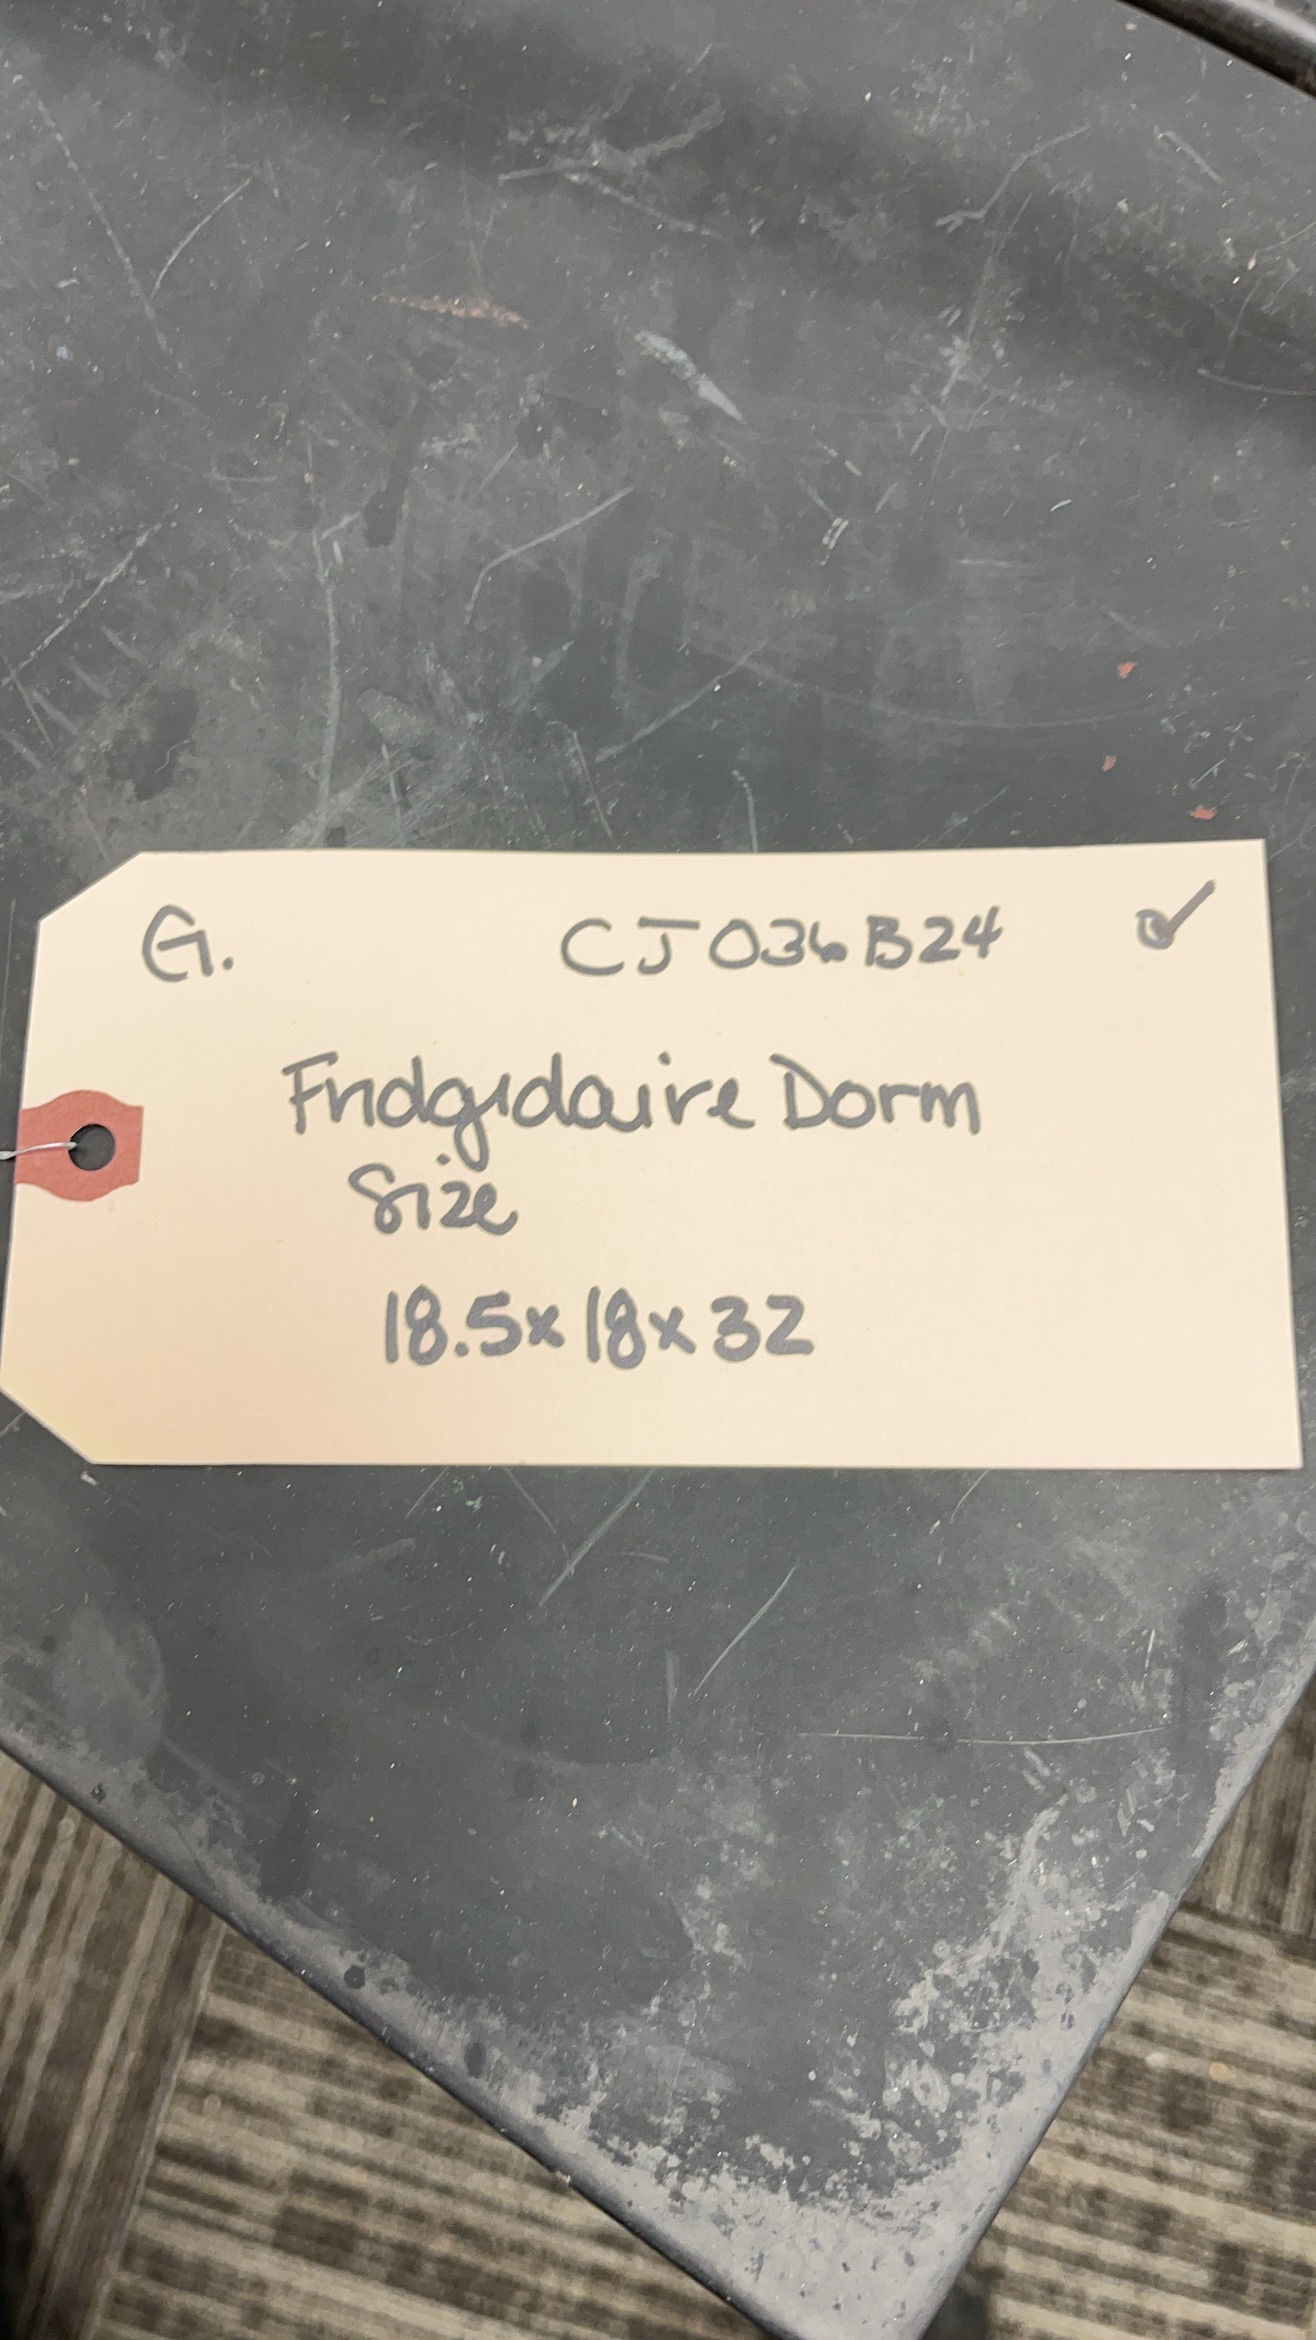 G. CJ036B24 ✓
Fridgidaire Dorm
Size
18.5x18x32